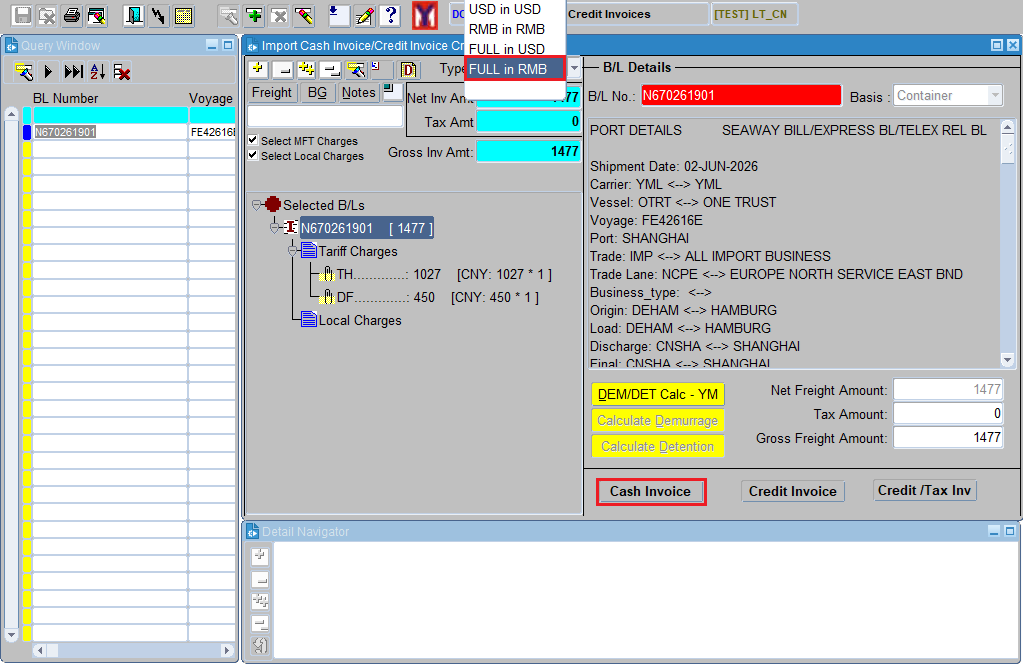 DO
USD in USD
RMB in RMB
FULL in USD
FULL in RMB
Credit Invoices
[TEST] LT_CN
Query Window
BL Number
Voyage
N670261901
FE42616E
Import Cash Invoice/Credit Invoice Cr
Type
Freight
BG
Notes
Net Inv Amt
1477
Tax Amt
0
Gross Inv Amt:
1477
Select MFT Charges
Select Local Charges
Selected B/Ls
N670261901 [ 1477 ]
Tariff Charges
TH.............: 1027 [CNY: 1027 * 1 ]
DF.............: 450 [CNY: 450 * 1 ]
Local Charges
B/L Details
B/L No.:
N670261901
Basis :
Container
PORT DETAILS SEAWAY BILL/EXPRESS BL/TELEX REL BL
Shipment Date: 02-JUN-2026
Carrier: YML <--> YML
Vessel: OTRT <--> ONE TRUST
Voyage: FE42616E
Port: SHANGHAI
Trade: IMP <--> ALL IMPORT BUSINESS
Trade Lane: NCPE <--> EUROPE NORTH SERVICE EAST BND
Business_type: <-->
Origin: DEHAM <--> HAMBURG
Load: DEHAM <--> HAMBURG
Discharge: CNSHA <--> SHANGHAI
Final: CNSHA <--> SHANGHAI
DEM/DET Calc - YM
Calculate Demurrage
Calculate Detention
Net Freight Amount:
1477
Tax Amount:
0
Gross Freight Amount:
1477
Cash Invoice
Credit Invoice
Credit /Tax Inv
Detail Navigator